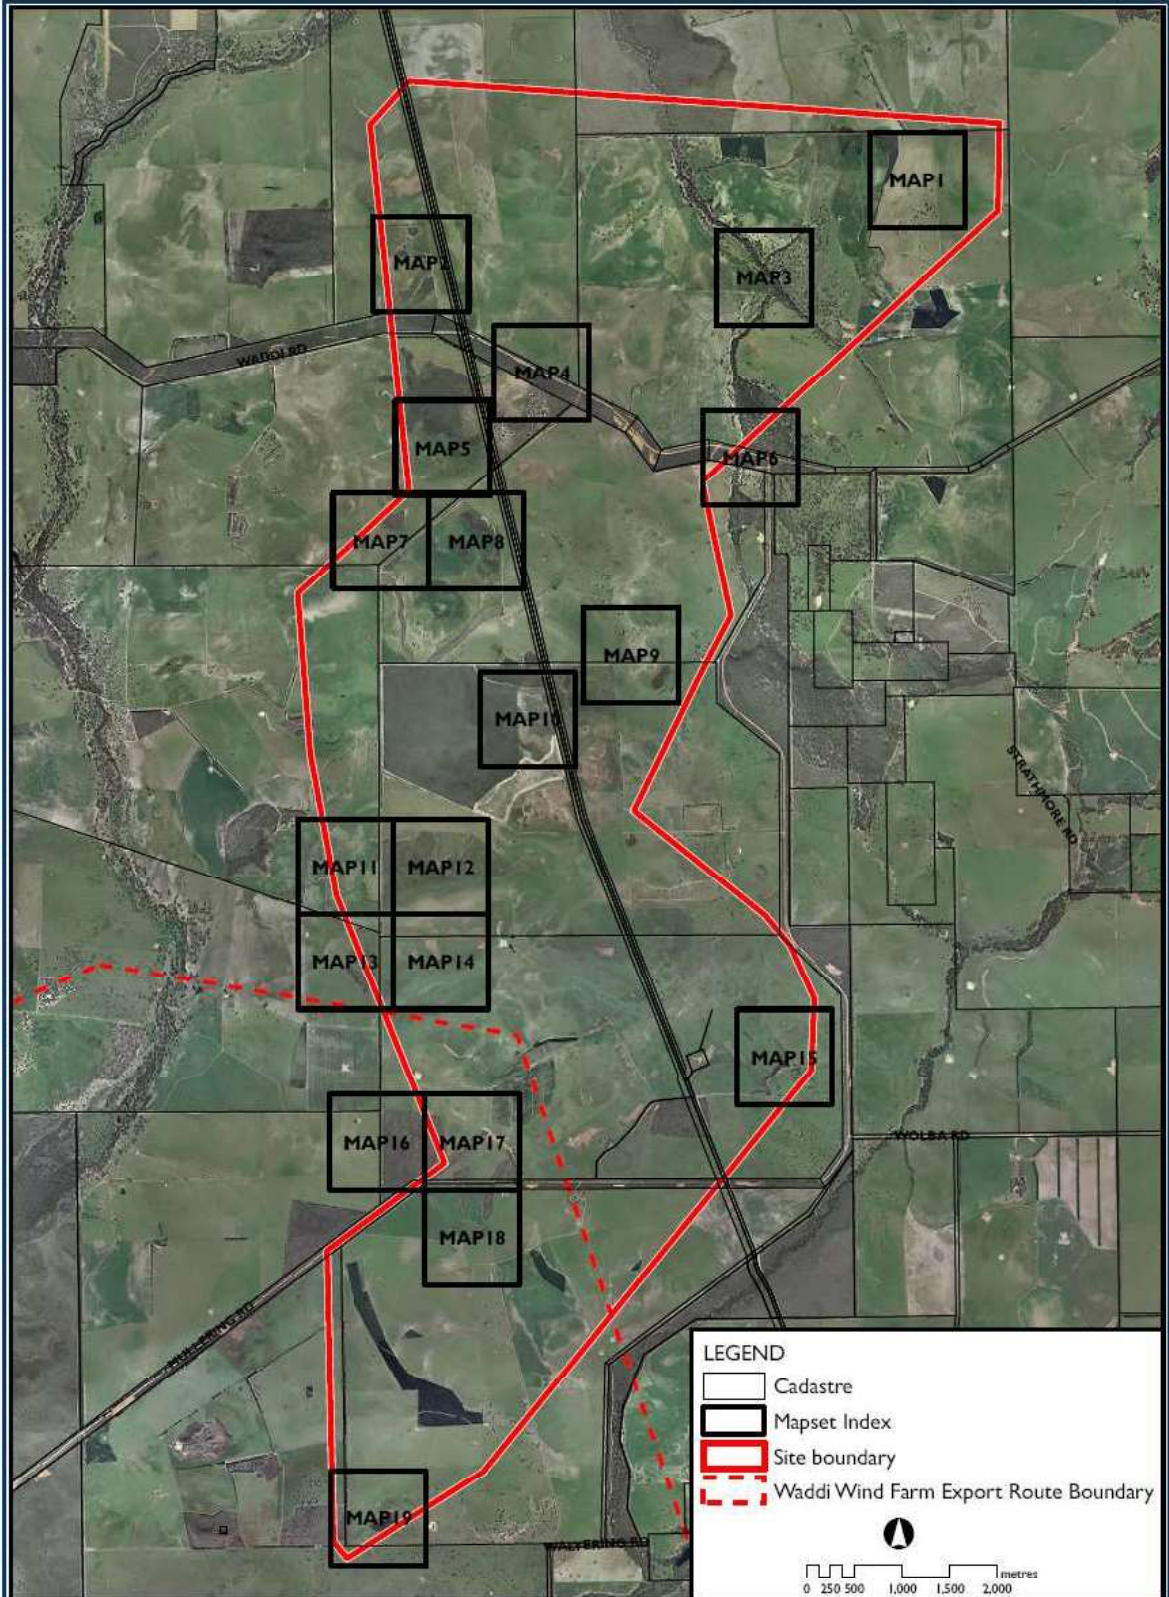 MAP1
MAP2
MAP3
WADDI RD
MAP4
MAP5
MAP6
MAP7
MAP8
MAP9
MAP10
STRATHMORE RD
MAP11
MAP12
MAP13
MAP14
MAP15
WOLBA RD
MAP16
MAP17
MAP18
MULLERING RD
MAP19
WALYERING RD
LEGEND
Cadastre
Mapset Index
Site boundary
Waddi Wind Farm Export Route Boundary
metres
0 250 500 1,000 1,500 2,000